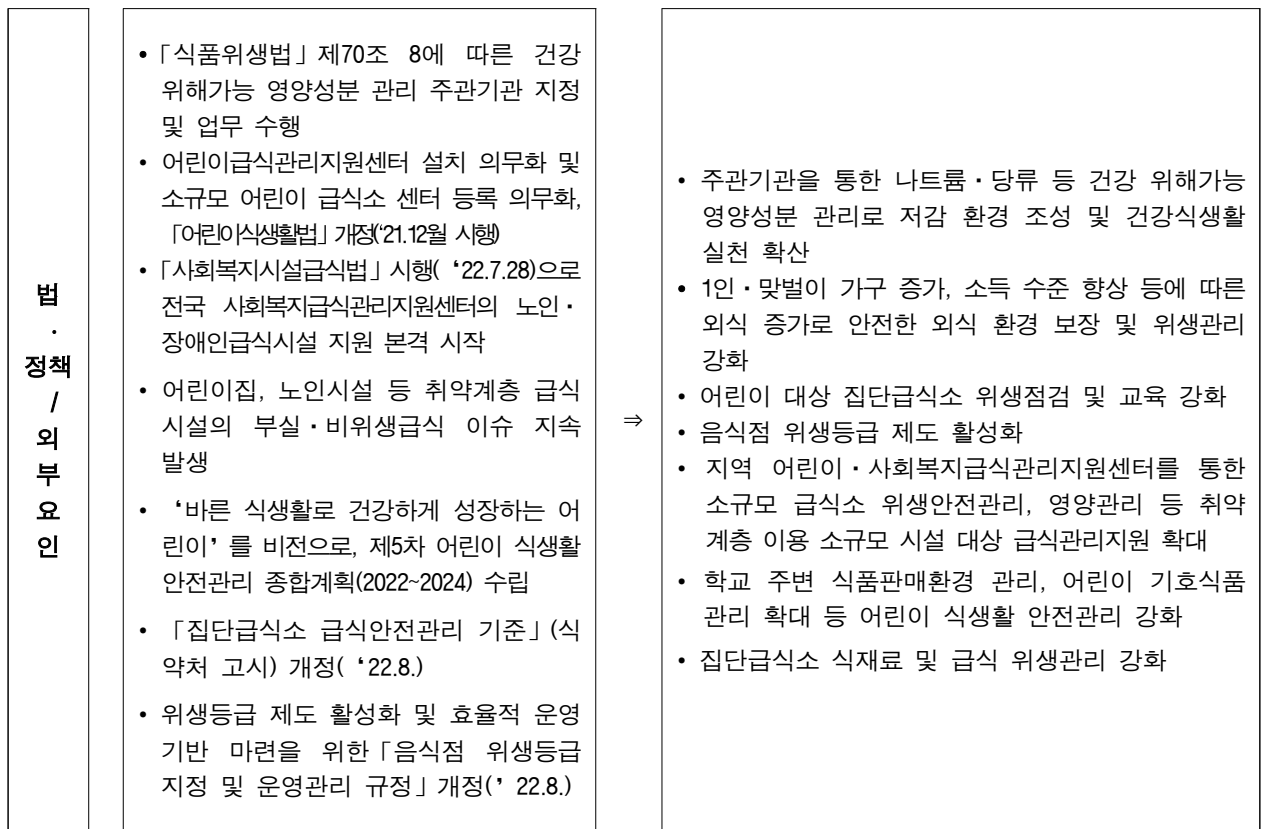 법
·
정책
/
외
부
요
인
•「식품위생법」제70조 8에 따른 건강
위해가능 영양성분 관리 주관기관 지정
및 업무 수행
• 어린이급식관리지원센터 설치 의무화 및
소규모 어린이 급식소 센터 등록 의무화,
「어린이식생활법」개정(‘21.12월 시행)
•「사회복지시설급식법」시행( ‘22.7.28)으로
전국 사회복지급식관리지원센터의 노인·
장애인급식시설 지원 본격 시작
• 어린이집, 노인시설 등 취약계층 급식
시설의 부실·비위생급식 이슈 지속
발생
• ‘바른 식생활로 건강하게 성장하는 어
린이’를 비전으로, 제5차 어린이 식생활
안전관리 종합계획(2022~2024) 수립
• 「집단급식소 급식안전관리 기준」(식
약처 고시) 개정( ‘22.8.)
• 위생등급 제도 활성화 및 효율적 운영
기반 마련을 위한「음식점 위생등급
지정 및 운영관리 규정」개정(’ 22.8.)
⇒
• 주관기관을 통한 나트륨·당류 등 건강 위해가능
영양성분 관리로 저감 환경 조성 및 건강식생활
실천 확산
• 1인·맞벌이 가구 증가, 소득 수준 향상 등에 따른
외식 증가로 안전한 외식 환경 보장 및 위생관리
강화
• 어린이 대상 집단급식소 위생점검 및 교육 강화
• 음식점 위생등급 제도 활성화
• 지역 어린이·사회복지급식관리지원센터를 통한
소규모 급식소 위생안전관리, 영양관리 등 취약
계층 이용 소규모 시설 대상 급식관리지원 확대
• 학교 주변 식품판매환경 관리, 어린이 기호식품
관리 확대 등 어린이 식생활 안전관리 강화
• 집단급식소 식재료 및 급식 위생관리 강화